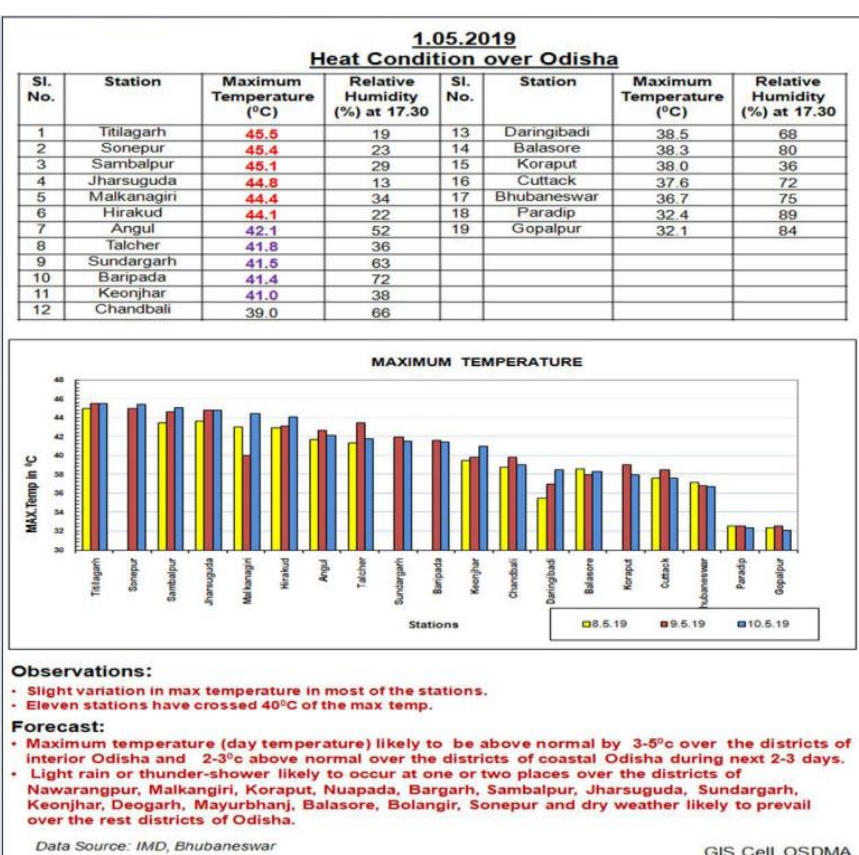 1.05.2019
Heat Condition over Odisha
Sl. No. Station Maximum Temperature (⁰C) Relative Humidity (%) at 17.30 Sl. No. Station Maximum Temperature (⁰C) Relative Humidity (%) at 17.30
1 Titilagarh 45.5 19 13 Daringibadi 38.5 68
2 Sonepur 45.4 23 14 Balasore 38.3 80
3 Sambalpur 45.1 29 15 Koraput 38.0 36
4 Jharsuguda 44.8 13 16 Cuttack 37.6 72
5 Malkanagiri 44.4 34 17 Bhubaneswar 36.7 75
6 Hirakud 44.1 22 18 Paradip 32.4 89
7 Angul 42.1 52 19 Gopalpur 32.1 84
8 Talcher 41.8 36
9 Sundargarh 41.5 63
10 Baripada 41.4 72
11 Keonjhar 41.0 38
12 Chandbali 39.0 66
MAXIMUM TEMPERATURE
MAX.Temp in ⁰C
48
46
44
42
40
38
36
34
32
30
Titilagarh
Sonepur
Sambalpur
Jharsuguda
Malkanagiri
Hirakud
Angul
Talcher
Sundargarh
Baripada
Keonjhar
Chandbali
Daringibadi
Balasore
Koraput
Cuttack
hubaneswar
Paradip
Gopalpur
Stations
8.5.19 9.5.19 10.5.19
Observations:
• Slight variation in max temperature in most of the stations.
• Eleven stations have crossed 40⁰C of the max temp.
Forecast:
• Maximum temperature (day temperature) likely to be above normal by 3-5⁰c over the districts of
interior Odisha and 2-3⁰c above normal over the districts of coastal Odisha during next 2-3 days.
• Light rain or thunder-shower likely to occur at one or two places over the districts of
Nawarangpur, Malkangiri, Koraput, Nuapada, Bargarh, Sambalpur, Jharsuguda, Sundargarh,
Keonjhar, Deogarh, Mayurbhanj, Balasore, Bolangir, Sonepur and dry weather likely to prevail
over the rest districts of Odisha.
Data Source: IMD, Bhubaneswar
GIS Cell, OSDMA